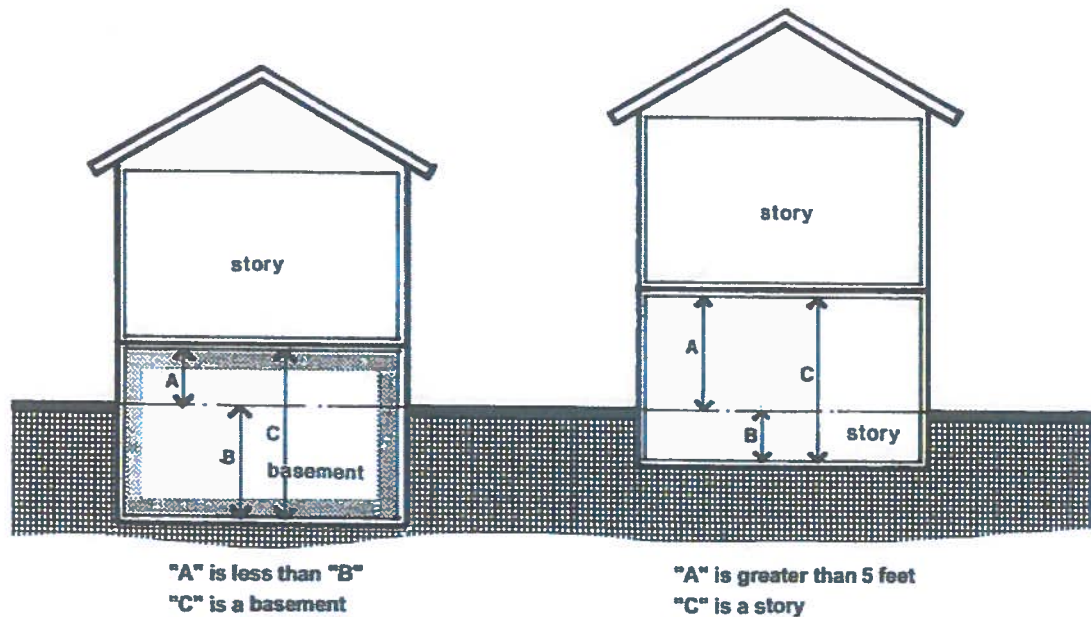 story
A
B
C
basement
"A" is less than "B"
"C" is a basement
story
A
C
B
story
"A" is greater than 5 feet
"C" is a story